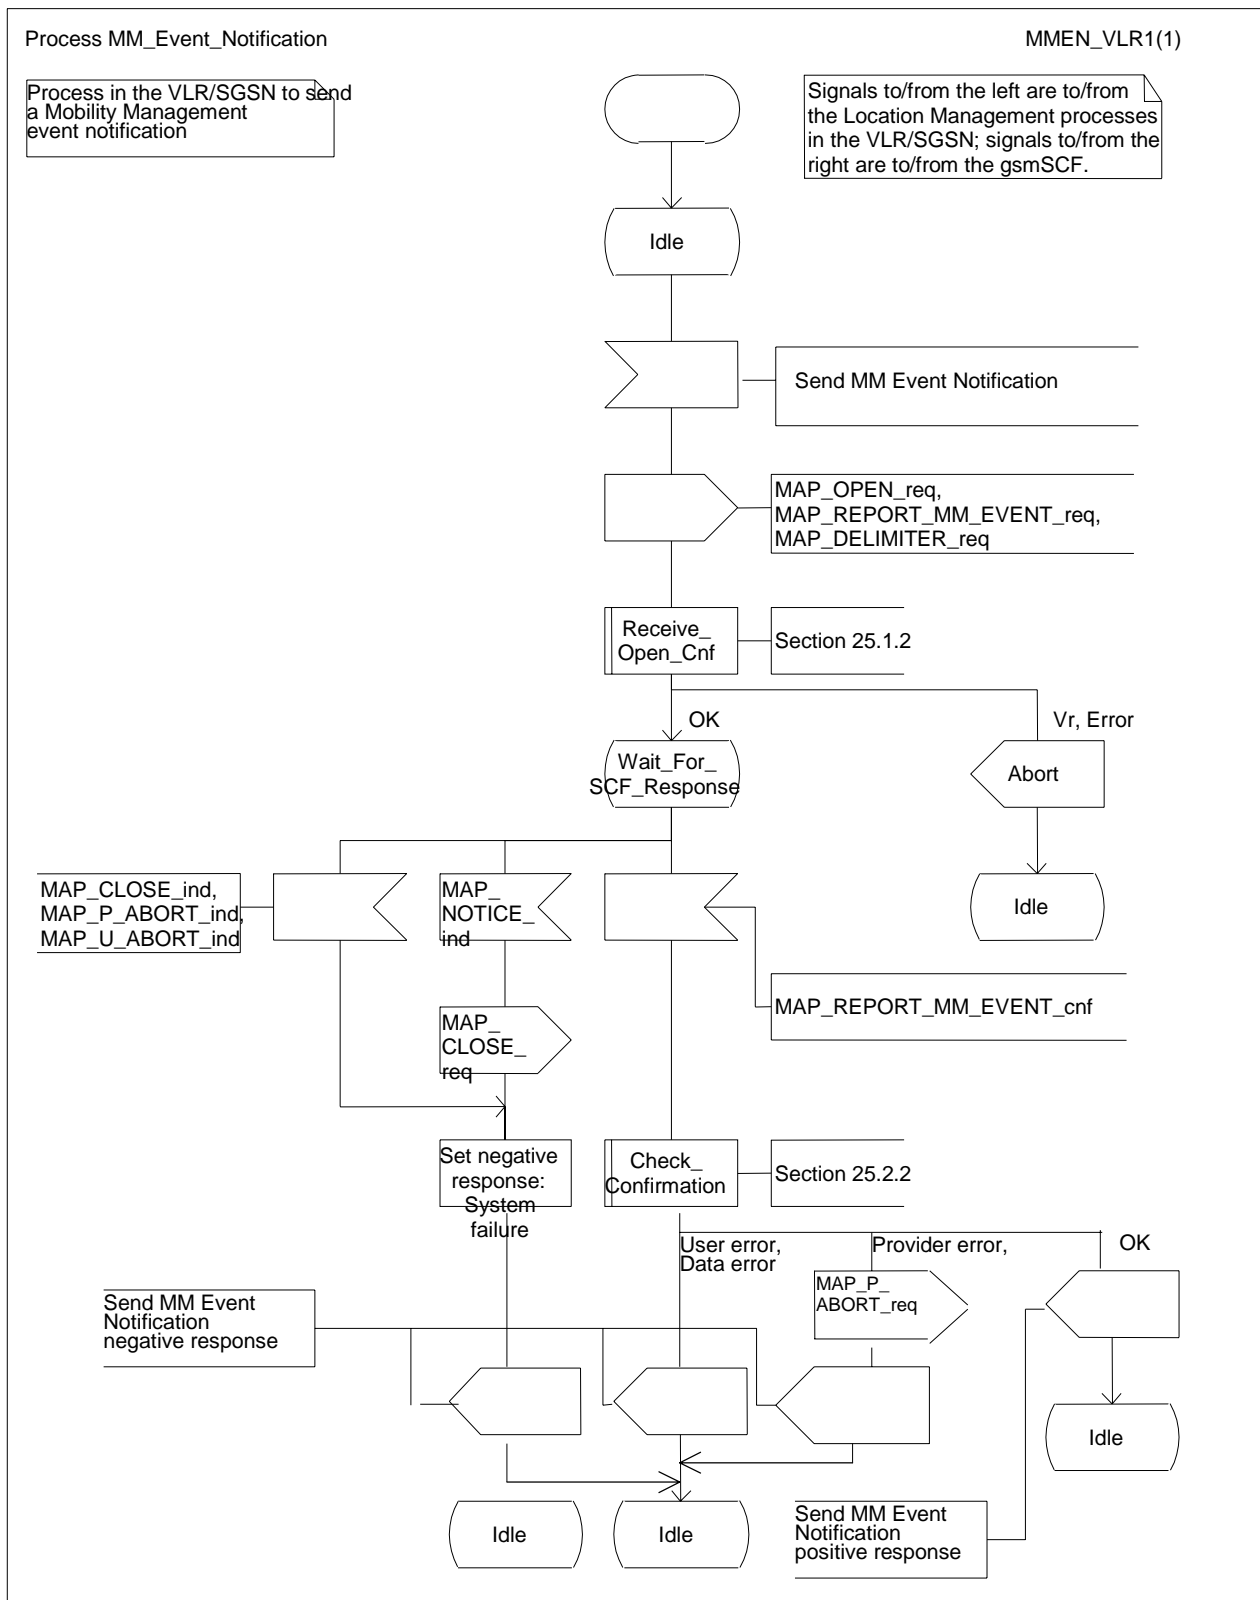 Process MM_Event_Notification
MMEN_VLR1(1)
Process in the VLR/SGSN to send
a Mobility Management
event notification
Signals to/from the left are to/from
the Location Management processes
in the VLR/SGSN; signals to/from the
right are to/from the gsmSCF.
Idle
Send MM Event Notification
MAP_OPEN_req,
MAP_REPORT_MM_EVENT_req,
MAP_DELIMITER_req
Receive_
Open_Cnf
Section 25.1.2
OK
Vr, Error
Wait_For_
SCF_Response
Abort
MAP_CLOSE_ind,
MAP_P_ABORT_ind,
MAP_U_ABORT_ind
MAP_
NOTICE_
ind
Idle
MAP_REPORT_MM_EVENT_cnf
MAP_
CLOSE_
req
Set negative
response:
System
failure
Check_
Confirmation
Section 25.2.2
User error,
Data error
Provider error,
OK
MAP_P_
ABORT_req
Send MM Event
Notification
negative response
Idle
Idle
Idle
Send MM Event
Notification
positive response